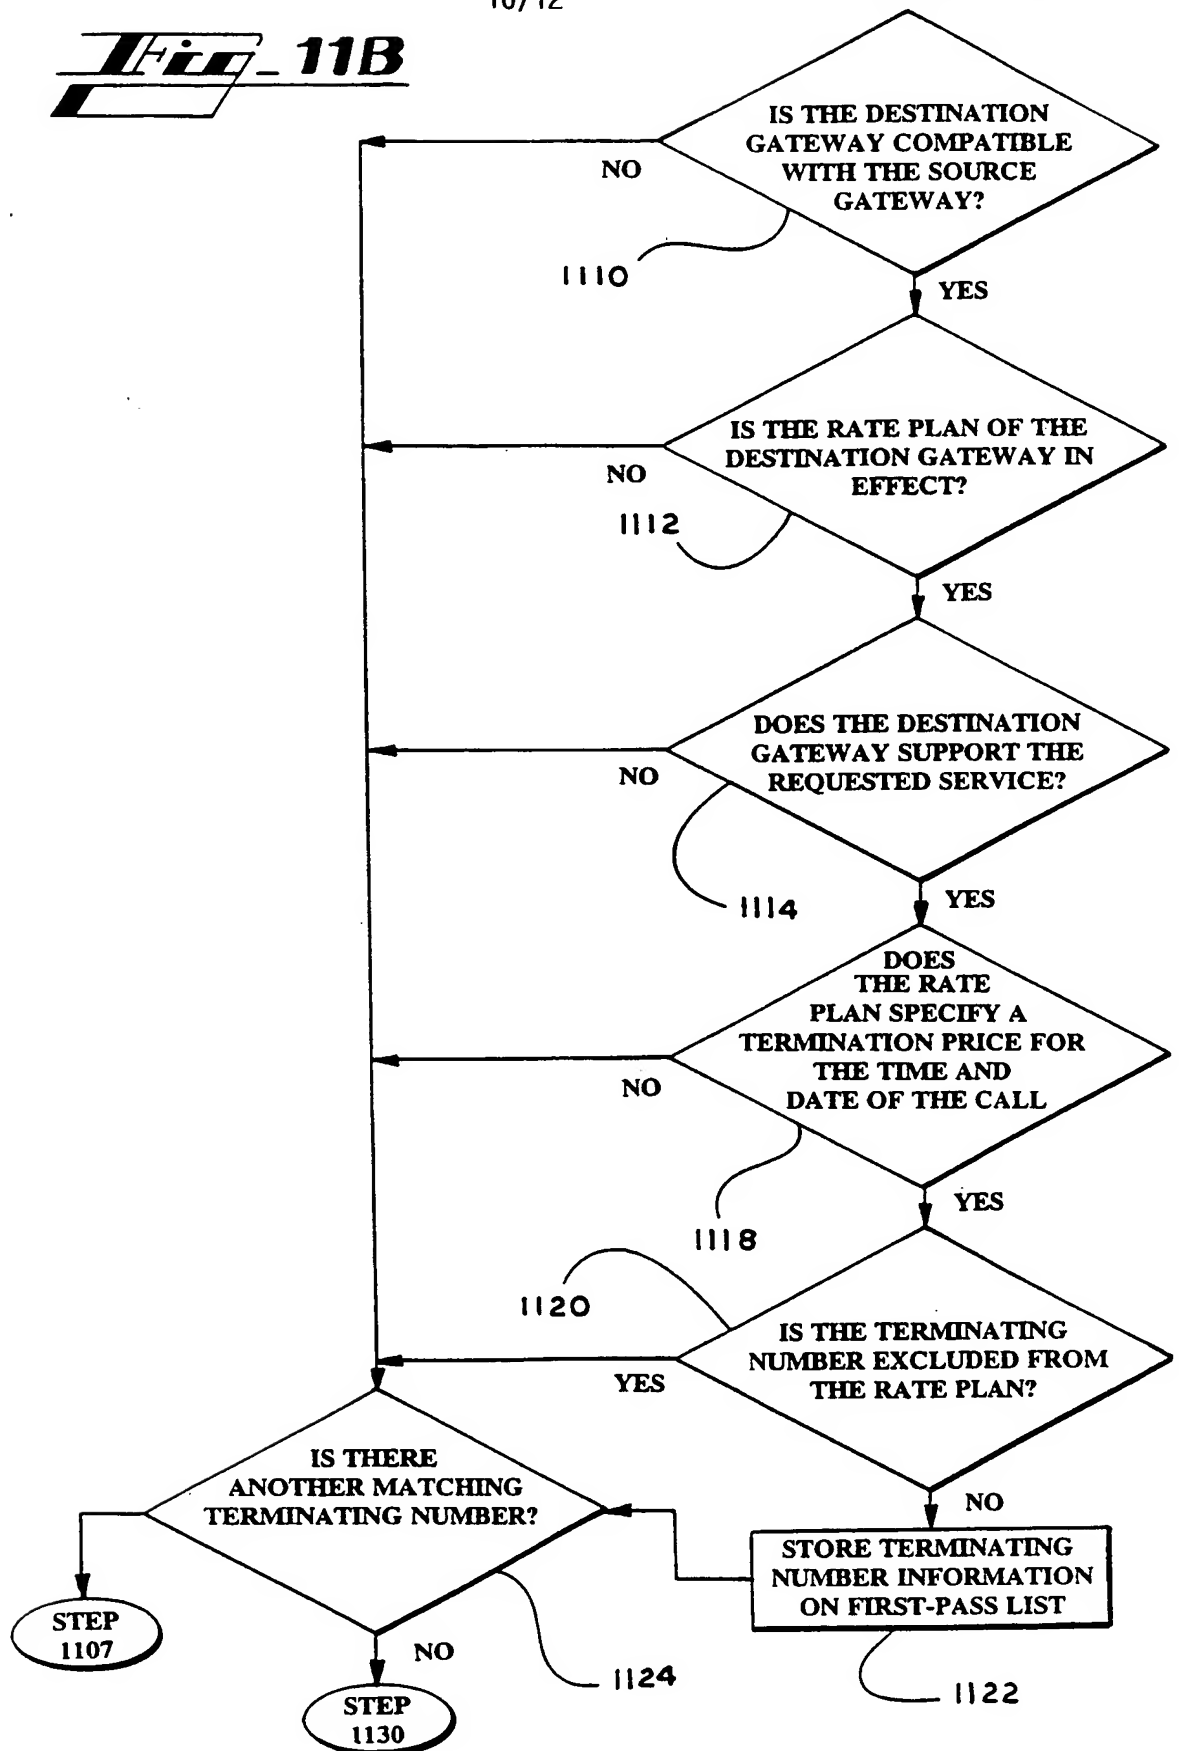 10/12
Fig_11B
IS THE DESTINATION
GATEWAY COMPATIBLE
WITH THE SOURCE
GATEWAY?
NO
1110
YES
IS THE RATE PLAN OF THE
DESTINATION GATEWAY IN
EFFECT?
NO
1112
YES
DOES THE DESTINATION
GATEWAY SUPPORT THE
REQUESTED SERVICE?
NO
1114
YES
DOES
THE RATE
PLAN SPECIFY A
TERMINATION PRICE FOR
THE TIME AND
DATE OF THE CALL
NO
1118
YES
1120
IS THE TERMINATING
NUMBER EXCLUDED FROM
THE RATE PLAN?
YES
NO
IS THERE
ANOTHER MATCHING
TERMINATING NUMBER?
STORE TERMINATING
NUMBER INFORMATION
ON FIRST-PASS LIST
STEP
1107
NO
1124
1122
STEP
1130